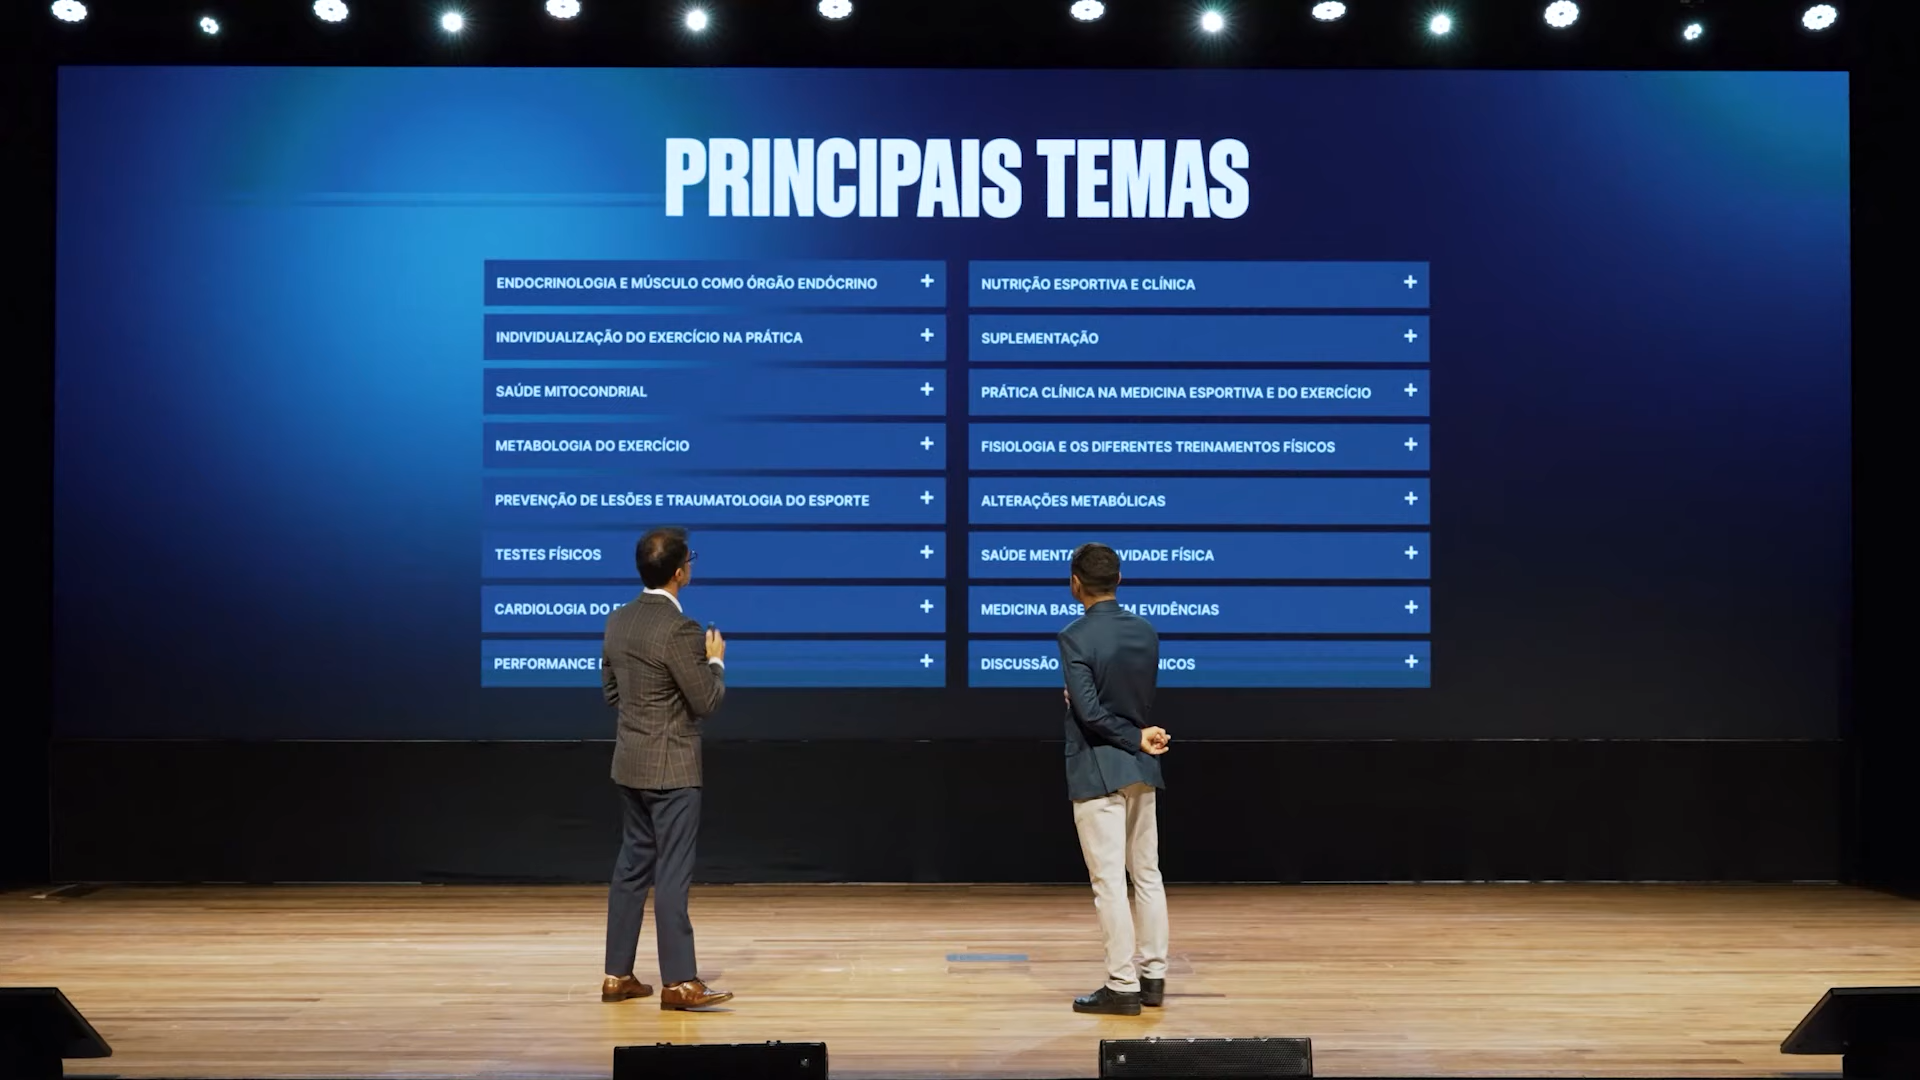 PRINCIPAIS TEMAS
ENDOCRINOLOGIA E MÚSCULO COMO ÓRGÃO ENDÓCRINO +
INDIVIDUALIZAÇÃO DO EXERCÍCIO NA PRÁTICA +
SAÚDE MITOCONDRIAL +
METABOLOGIA DO EXERCÍCIO +
PREVENÇÃO DE LESÕES E TRAUMATOLOGIA DO ESPORTE +
TESTES FÍSICOS +
CARDIOLOGIA DO +
PERFORMANCE +
NUTRIÇÃO ESPORTIVA E CLÍNICA +
SUPLEMENTAÇÃO +
PRÁTICA CLÍNICA NA MEDICINA ESPORTIVA E DO EXERCÍCIO +
FISIOLOGIA E OS DIFERENTES TREINAMENTOS FÍSICOS +
ALTERAÇÕES METABÓLICAS +
SAÚDE FÍSICA +
MEDICINA EVIDÊNCIAS +
DISCUSSÃO +